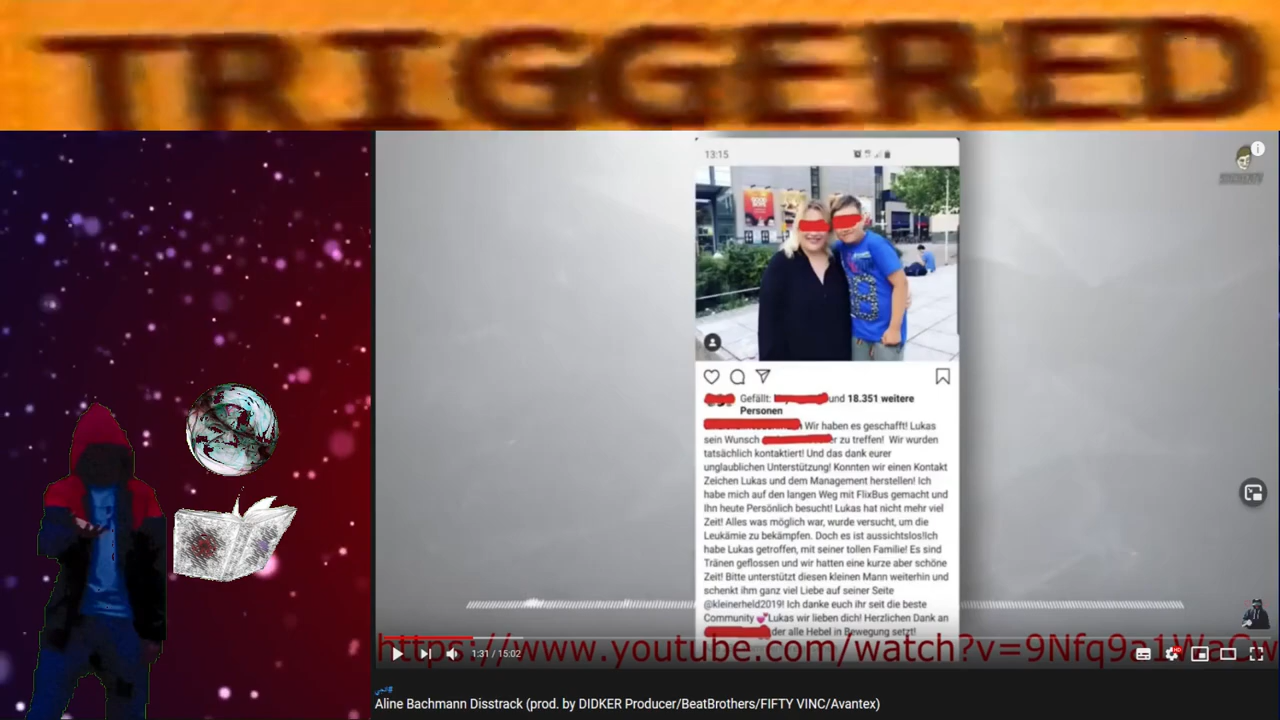 TRIGGERED
13:15
Gefällt: und 18.351 weitere
Personen
Wir haben es geschafft! Lukas
sein Wunsch er zu treffen! Wir wurden
tatsächlich kontaktiert! Und das dank eurer
unglaublichen Unterstützung! Konnten wir einen Kontakt
Zeichen Lukas und dem Management herstellen! Ich
habe mich auf den langen Weg mit FlixBus gemacht und
Ihn heute Persönlich besucht! Lukas hat nicht mehr viel
Zeit! Alles was möglich war, wurde versucht, um die
Leukämie zu bekämpfen. Doch es ist aussichtslos!Ich
habe Lukas getroffen, mit seiner tollen Familie! Es sind
Tränen geflossen und wir hatten eine kurze aber schöne
Zeit! Bitte unterstützt diesen kleinen Mann weiterhin und
schenkt ihm ganz viel Liebe auf seiner Seite
@kleinerheld2019! Ich danke euch ihr seit die beste
Community 💕Lukas wir lieben dich! Herzlichen Dank an
der alle Hebel in Bewegung setzt!
https://www.youtube.com/watch?v=9Nfq9a1WaCw
1:31 / 15:02
Aline Bachmann Disstrack (prod. by DIDKER Producer/BeatBrothers/FIFTY VINC/Avantex)